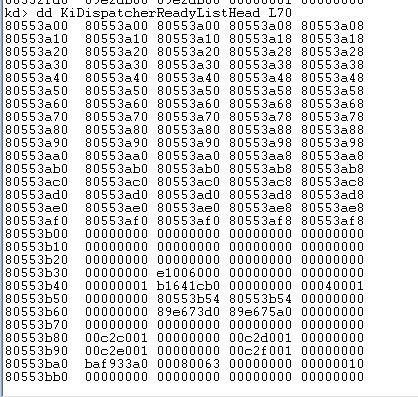 kd> dd KiDispatcherReadyListHead L70
80553a00 80553a00 80553a00 80553a08 80553a08
80553a10 80553a10 80553a10 80553a18 80553a18
80553a20 80553a20 80553a20 80553a28 80553a28
80553a30 80553a30 80553a30 80553a38 80553a38
80553a40 80553a40 80553a40 80553a48 80553a48
80553a50 80553a50 80553a50 80553a58 80553a58
80553a60 80553a60 80553a60 80553a68 80553a68
80553a70 80553a70 80553a70 80553a78 80553a78
80553a80 80553a80 80553a80 80553a88 80553a88
80553a90 80553a90 80553a90 80553a98 80553a98
80553aa0 80553aa0 80553aa0 80553aa8 80553aa8
80553ab0 80553ab0 80553ab0 80553ab8 80553ab8
80553ac0 80553ac0 80553ac0 80553ac8 80553ac8
80553ad0 80553ad0 80553ad0 80553ad8 80553ad8
80553ae0 80553ae0 80553ae0 80553ae8 80553ae8
80553af0 80553af0 80553af0 80553af8 80553af8
80553b00 00000000 00000000 00000000 00000000
80553b10 00000000 00000000 00000000 00000000
80553b20 00000000 00000000 00000000 00000000
80553b30 00000000 e1006000 00000000 00000000
80553b40 00000001 b1641cb0 00000000 00040001
80553b50 00000000 80553b54 80553b54 00000000
80553b60 00000000 89e673d0 89e675a0 00000000
80553b70 00000000 00000000 00000000 00000000
80553b80 00c2c001 00000000 00c2d001 00000000
80553b90 00c2e001 00000000 00c2f001 00000000
80553ba0 baf933a0 00080063 00000000 00000010
80553bb0 00000000 00000000 00000000 00000000